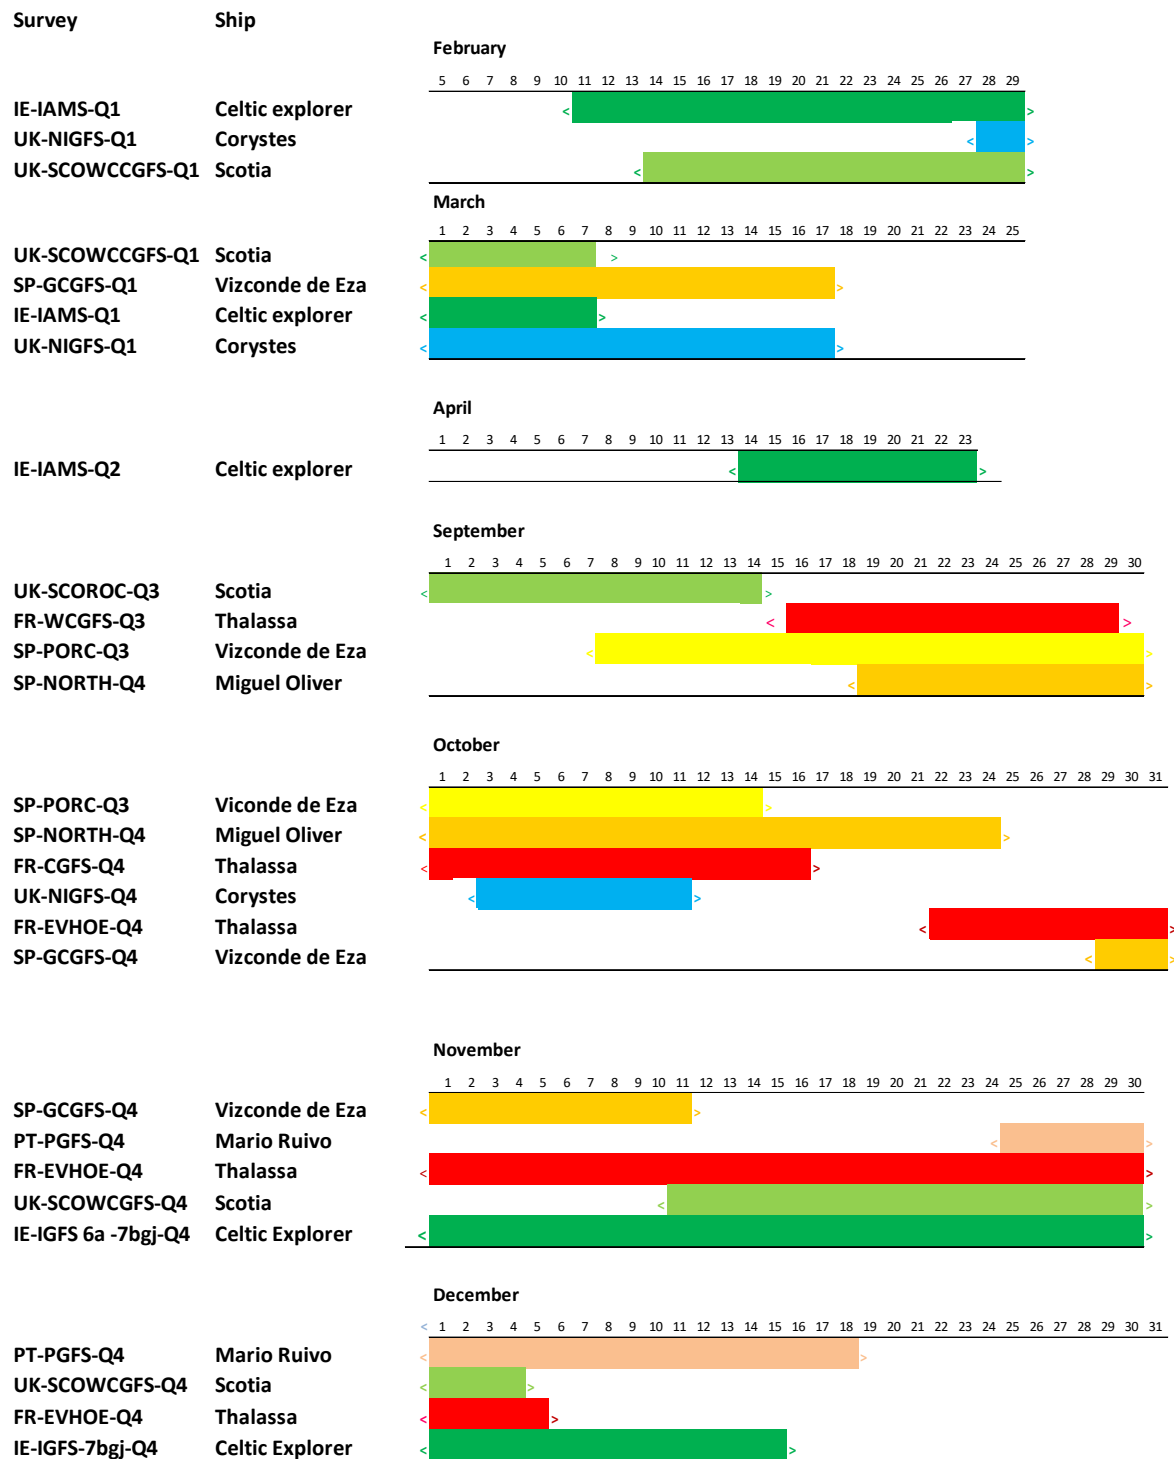 Survey Ship
February
5 6 7 8 9 10 11 12 13 14 15 16 17 18 19 20 21 22 23 24 25 26 27 28 29
IE-IAMS-Q1 Celtic explorer < >
UK-NIGFS-Q1 Corystes < >
UK-SCOWCCGFS-Q1 Scotia < >
March
1 2 3 4 5 6 7 8 9 10 11 12 13 14 15 16 17 18 19 20 21 22 23 24 25
UK-SCOWCCGFS-Q1 Scotia < >
SP-GCGFS-Q1 Vizconde de Eza < >
IE-IAMS-Q1 Celtic explorer < >
UK-NIGFS-Q1 Corystes < >
April
1 2 3 4 5 6 7 8 9 10 11 12 13 14 15 16 17 18 19 20 21 22 23
IE-IAMS-Q2 Celtic explorer < >
September
1 2 3 4 5 6 7 8 9 10 11 12 13 14 15 16 17 18 19 20 21 22 23 24 25 26 27 28 29 30
UK-SCOROC-Q3 Scotia < >
FR-WCGFS-Q3 Thalassa < >
SP-PORC-Q3 Vizconde de Eza < >
SP-NORTH-Q4 Miguel Oliver < >
October
1 2 3 4 5 6 7 8 9 10 11 12 13 14 15 16 17 18 19 20 21 22 23 24 25 26 27 28 29 30 31
SP-PORC-Q3 Viconde de Eza < >
SP-NORTH-Q4 Miguel Oliver < >
FR-CGFS-Q4 Thalassa < >
UK-NIGFS-Q4 Corystes < >
FR-EVHOE-Q4 Thalassa < >
SP-GCGFS-Q4 Vizconde de Eza < >
November
1 2 3 4 5 6 7 8 9 10 11 12 13 14 15 16 17 18 19 20 21 22 23 24 25 26 27 28 29 30
SP-GCGFS-Q4 Vizconde de Eza < >
PT-PGFS-Q4 Mario Ruivo < >
FR-EVHOE-Q4 Thalassa < >
UK-SCOWCGFS-Q4 Scotia < >
IE-IGFS 6a -7bgj-Q4 Celtic Explorer < >
December
< 1 2 3 4 5 6 7 8 9 10 11 12 13 14 15 16 17 18 19 20 21 22 23 24 25 26 27 28 29 30 31
PT-PGFS-Q4 Mario Ruivo < >
UK-SCOWCGFS-Q4 Scotia < >
FR-EVHOE-Q4 Thalassa < >
IE-IGFS-7bgj-Q4 Celtic Explorer < >